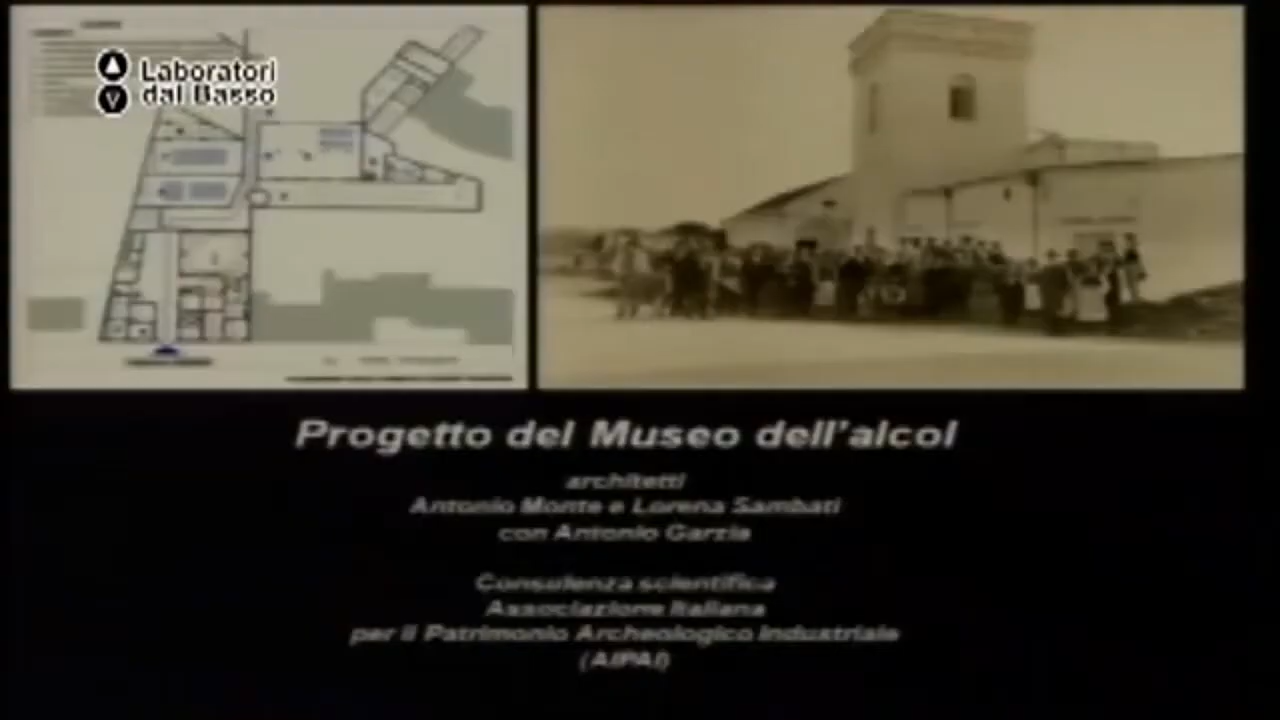 Laboratori
dal Basso
Progetto del Museo dell'alcol
architetti
Antonio Monte e Lorena Sambati
con Antonio Garzia
Consulenza scientifica
Associazione Italiana
per il Patrimonio Archeologico Industriale
(AIPAI)